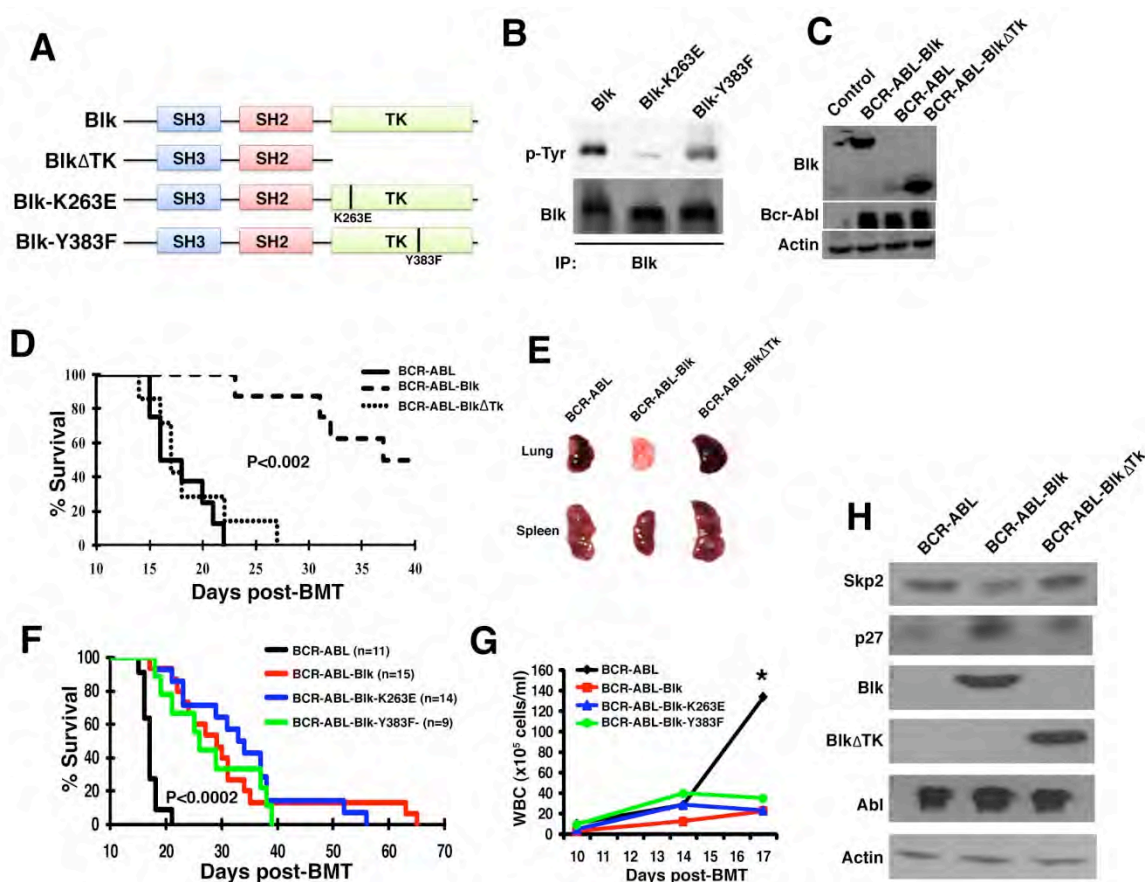 A
Blk
SH3
SH2
TK
BlkΔTK
SH3
SH2
Blk-K263E
SH3
SH2
TK
K263E
Blk-Y383F
SH3
SH2
TK
Y383F
B
Blk
Blk-K263E
Blk-Y383F
p-Tyr
Blk
IP:
Blk
C
Control
BCR-ABL-Blk
BCR-ABL
BCR-ABL-BlkΔTk
Blk
Bcr-Abl
Actin
D
BCR-ABL
BCR-ABL-Blk
BCR-ABL-BlkΔTk
% Survival
100
80
60
40
20
0
P<0.002
10 15 20 25 30 35 40
Days post-BMT
E
BCR-ABL
BCR-ABL-Blk
BCR-ABL-BlkΔTk
Lung
Spleen
F
BCR-ABL (n=11)
BCR-ABL-Blk (n=15)
BCR-ABL-Blk-K263E (n=14)
BCR-ABL-Blk-Y383F- (n=9)
% Survival
100
80
60
40
20
0
P<0.0002
10 20 30 40 50 60 70
Days post-BMT
G
BCR-ABL
BCR-ABL-Blk
BCR-ABL-Blk-K263E
BCR-ABL-Blk-Y383F
*
WBC (x10⁵ cells/ml)
160
140
120
100
80
60
40
20
0
10 11 12 13 14 15 16 17
Days post-BMT
H
BCR-ABL
BCR-ABL-Blk
BCR-ABL-BlkΔTk
Skp2
p27
Blk
BlkΔTK
Abl
Actin